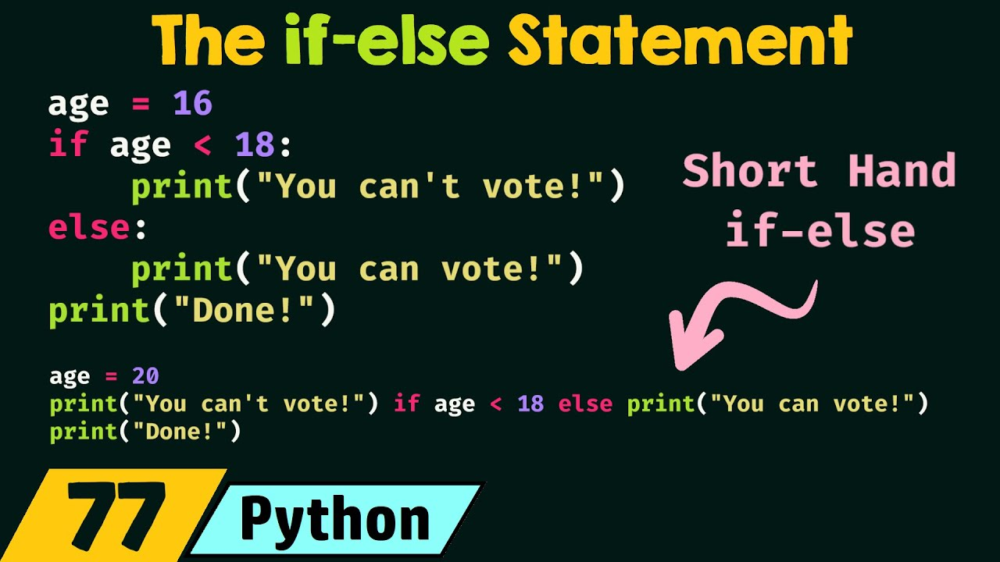 The if-else Statement
age = 16
if age < 18:
    print("You can't vote!")
else:
    print("You can vote!")
print("Done!")
Short Hand
if-else
age = 20
print("You can't vote!") if age < 18 else print("You can vote!")
print("Done!")
77
Python